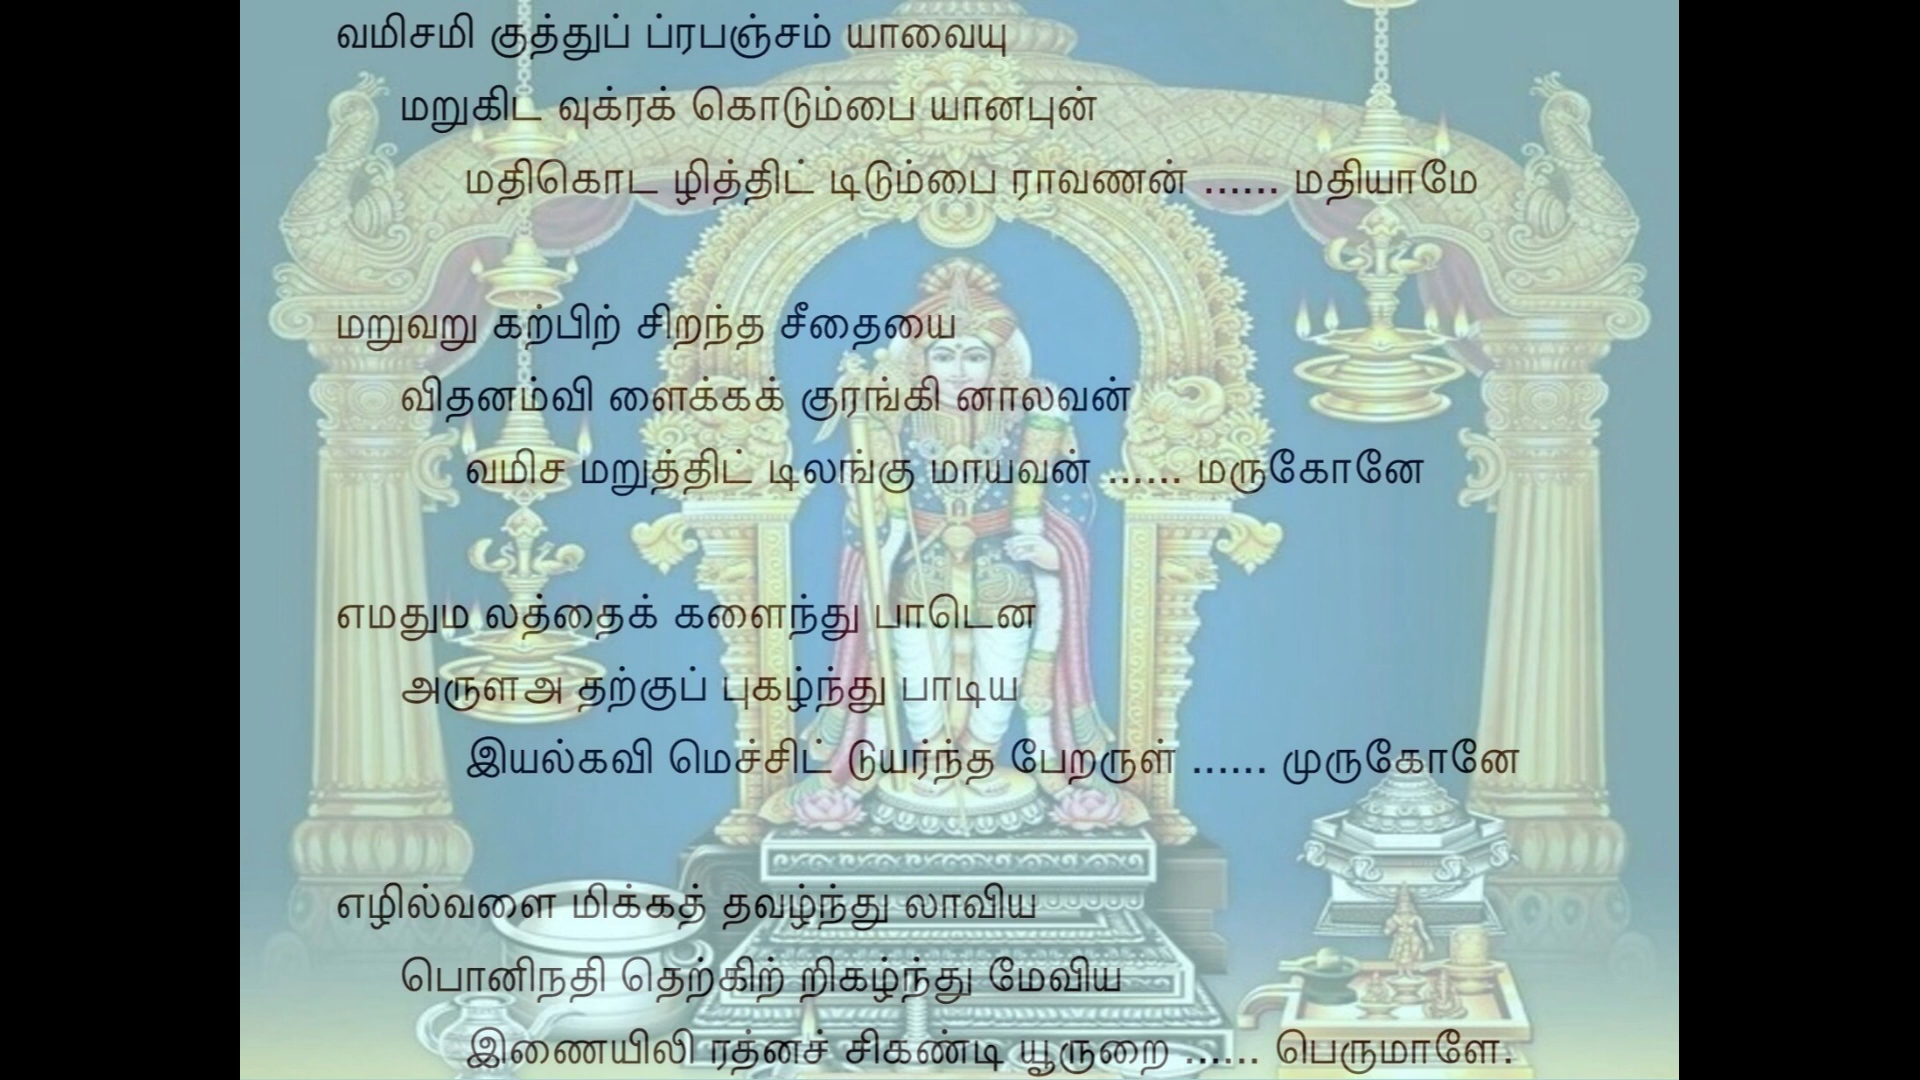 வமிசமி குத்துப் ப்ரபஞ்சம் யாவையு
மறுகிட வுக்ரக் கொடும்பை யானபுன்
மதிகொட ழித்திட் டிடும்பை ராவணன் ...... மதியாமே
மறுவறு கற்பிற் சிறந்த சீதையை
விதனம்வி ளைக்கக் குரங்கி னாலவன்
வமிச மறுத்திட் டிலங்கு மாயவன் ...... மருகோனே
எமதும லத்தைக் களைந்து பாடென
அருளஅ தற்குப் புகழ்ந்து பாடிய
இயல்கவி மெச்சிட் டுயர்ந்த பேறருள் ...... முருகோனே
எழில்வளை மிக்கத் தவழ்ந்து லாவிய
பொனிநதி தெற்கிற் றிகழ்ந்து மேவிய
இணையிலி ரத்னச் சிகண்டி யூருறை ...... பெருமாளே.